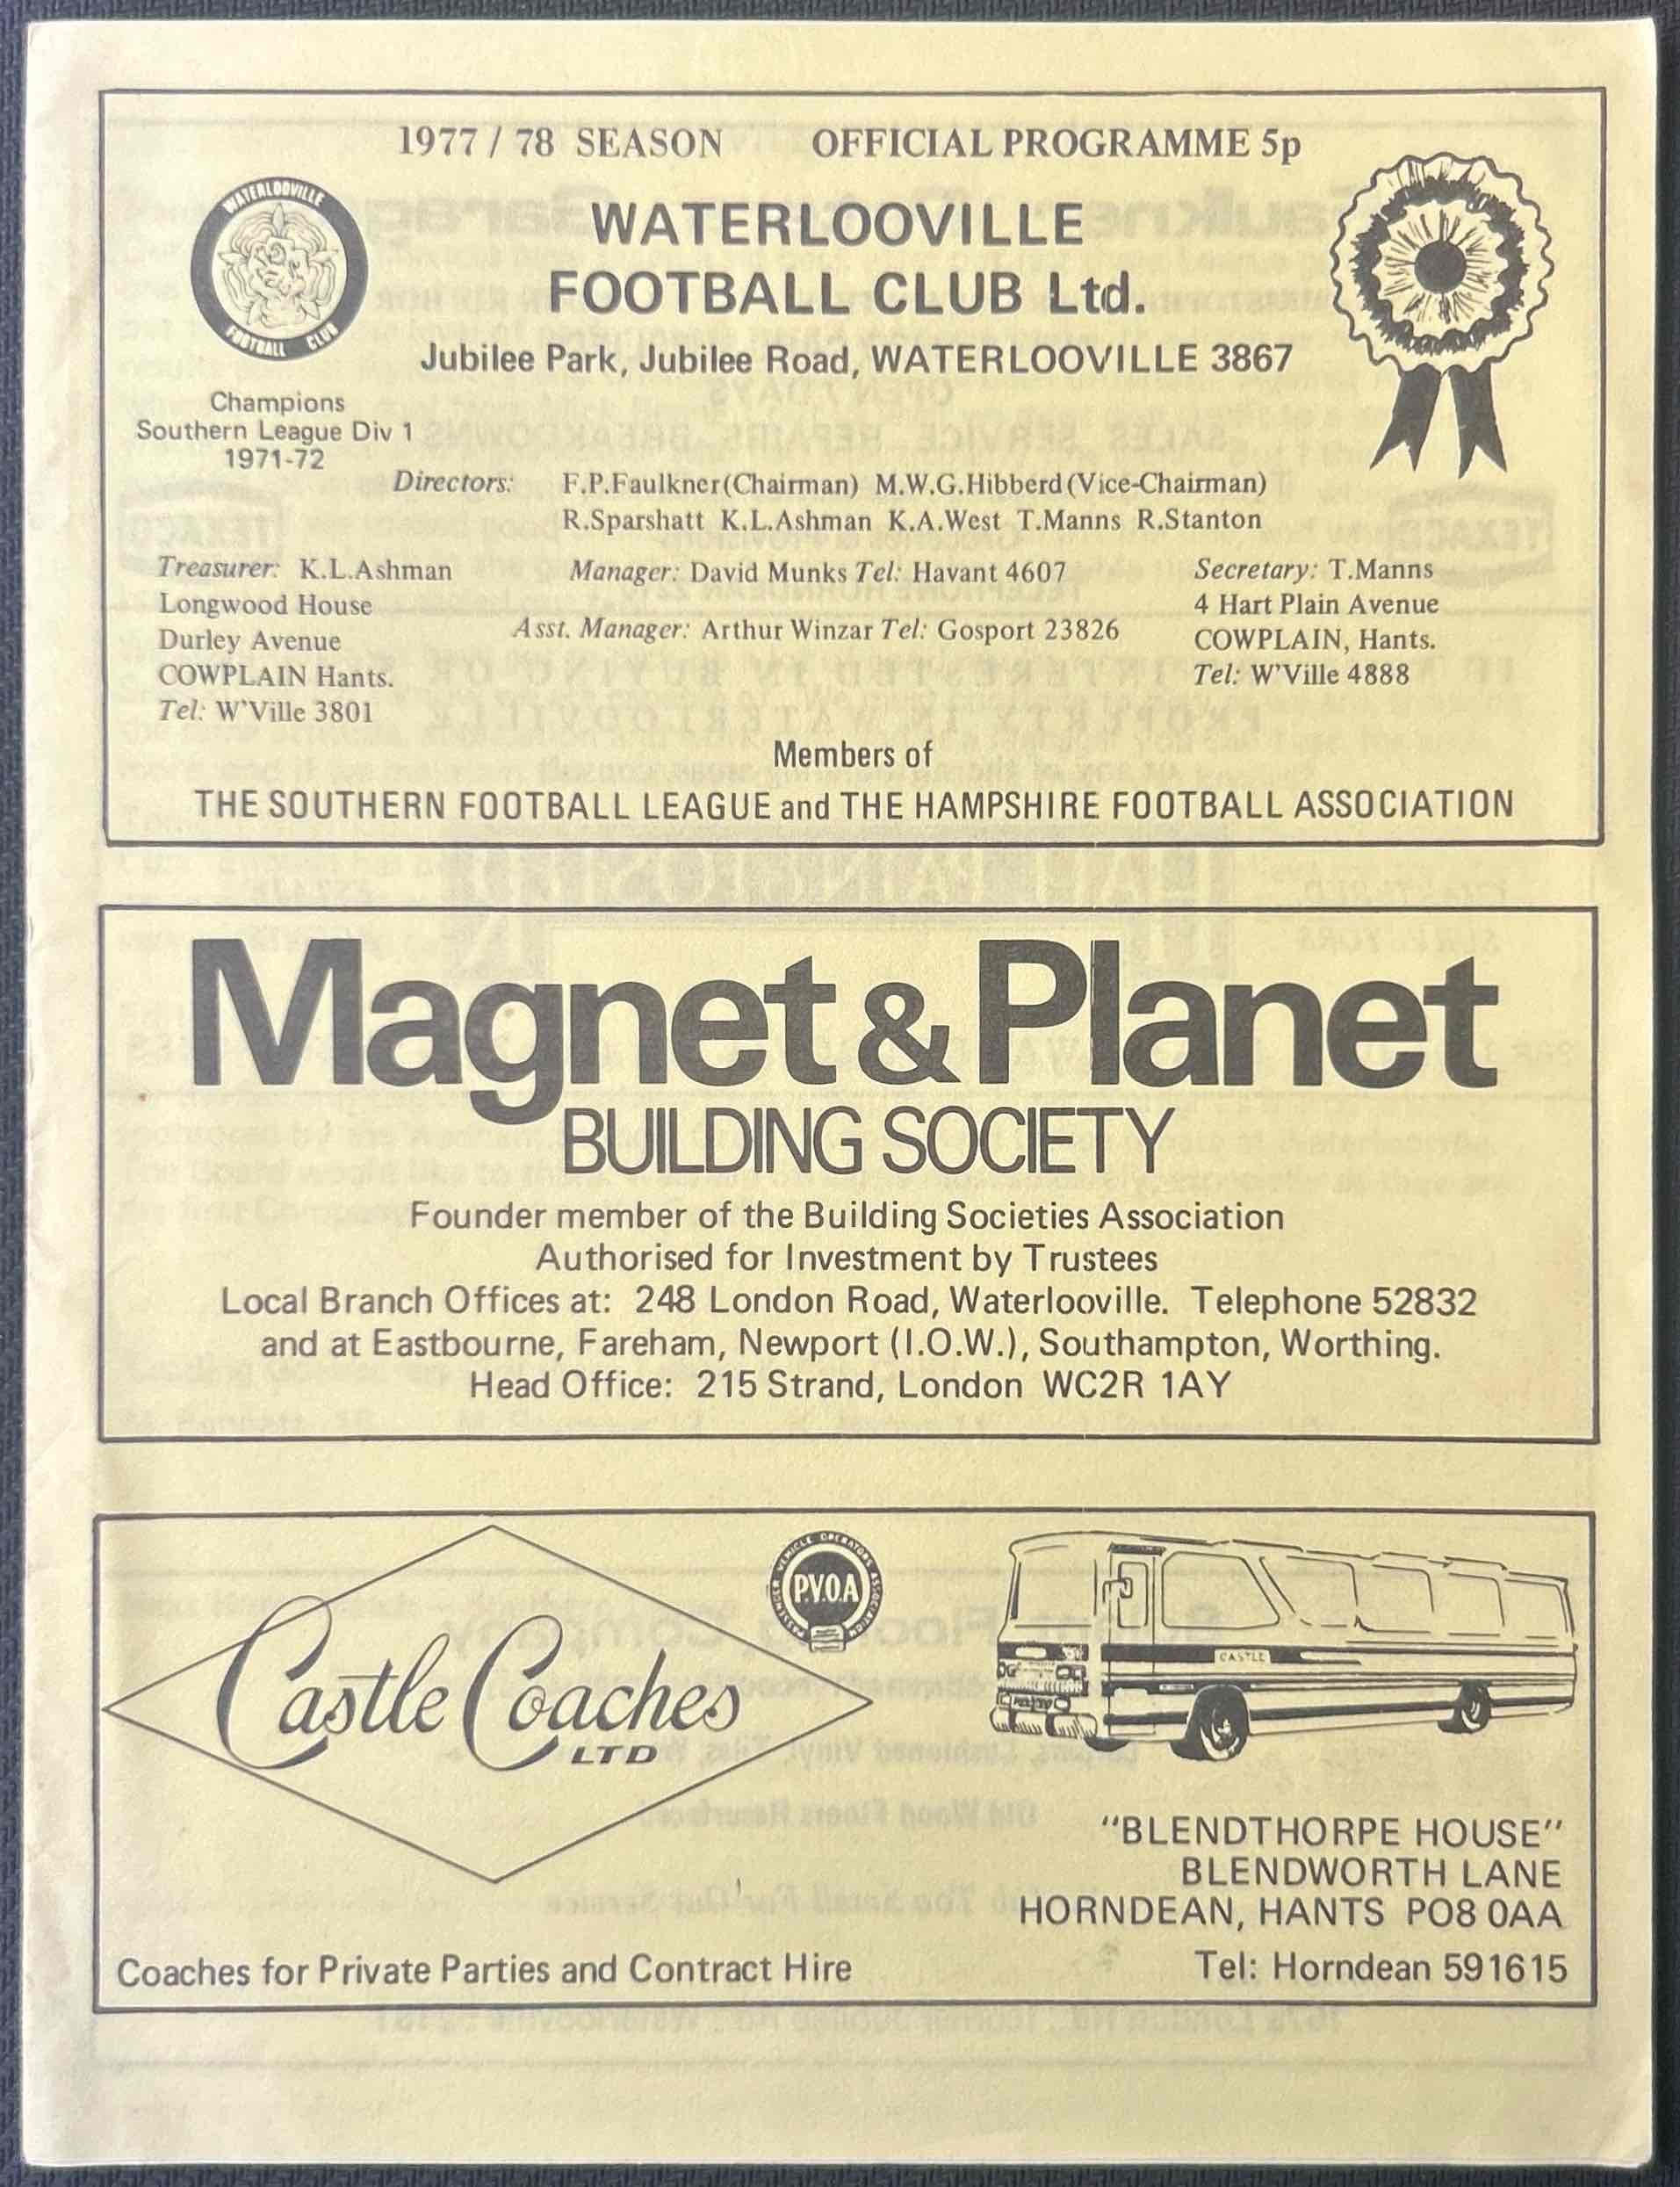 1977 / 78 SEASON OFFICIAL PROGRAMME 5p
WATERLOOVILLE
FOOTBALL CLUB
WATERLOOVILLE
FOOTBALL CLUB Ltd.
Jubilee Park, Jubilee Road, WATERLOOVILLE 3867
Champions
Southern League Div 1
1971-72
Directors: F.P.Faulkner(Chairman) M.W.G.Hibberd(Vice-Chairman)
R.Sparshatt K.L.Ashman K.A.West T.Manns R.Stanton
Treasurer: K.L.Ashman
Longwood House
Durley Avenue
COWPLAIN Hants.
Tel: W'Ville 3801
Manager: David Munks Tel: Havant 4607
Asst. Manager: Arthur Winzar Tel: Gosport 23826
Secretary: T.Manns
4 Hart Plain Avenue
COWPLAIN, Hants.
Tel: W'Ville 4888
Members of
THE SOUTHERN FOOTBALL LEAGUE and THE HAMPSHIRE FOOTBALL ASSOCIATION
Magnet & Planet
BUILDING SOCIETY
Founder member of the Building Societies Association
Authorised for Investment by Trustees
Local Branch Offices at: 248 London Road, Waterlooville. Telephone 52832
and at Eastbourne, Fareham, Newport (I.O.W.), Southampton, Worthing.
Head Office: 215 Strand, London WC2R 1AY
Castle Coaches
LTD
PASSENGER VEHICLE OPERATORS ASSOCIATION
P.V.O.A
CASTLE
"BLENDTHORPE HOUSE"
BLENDWORTH LANE
HORNDEAN, HANTS PO8 0AA
Coaches for Private Parties and Contract Hire
Tel: Horndean 591615